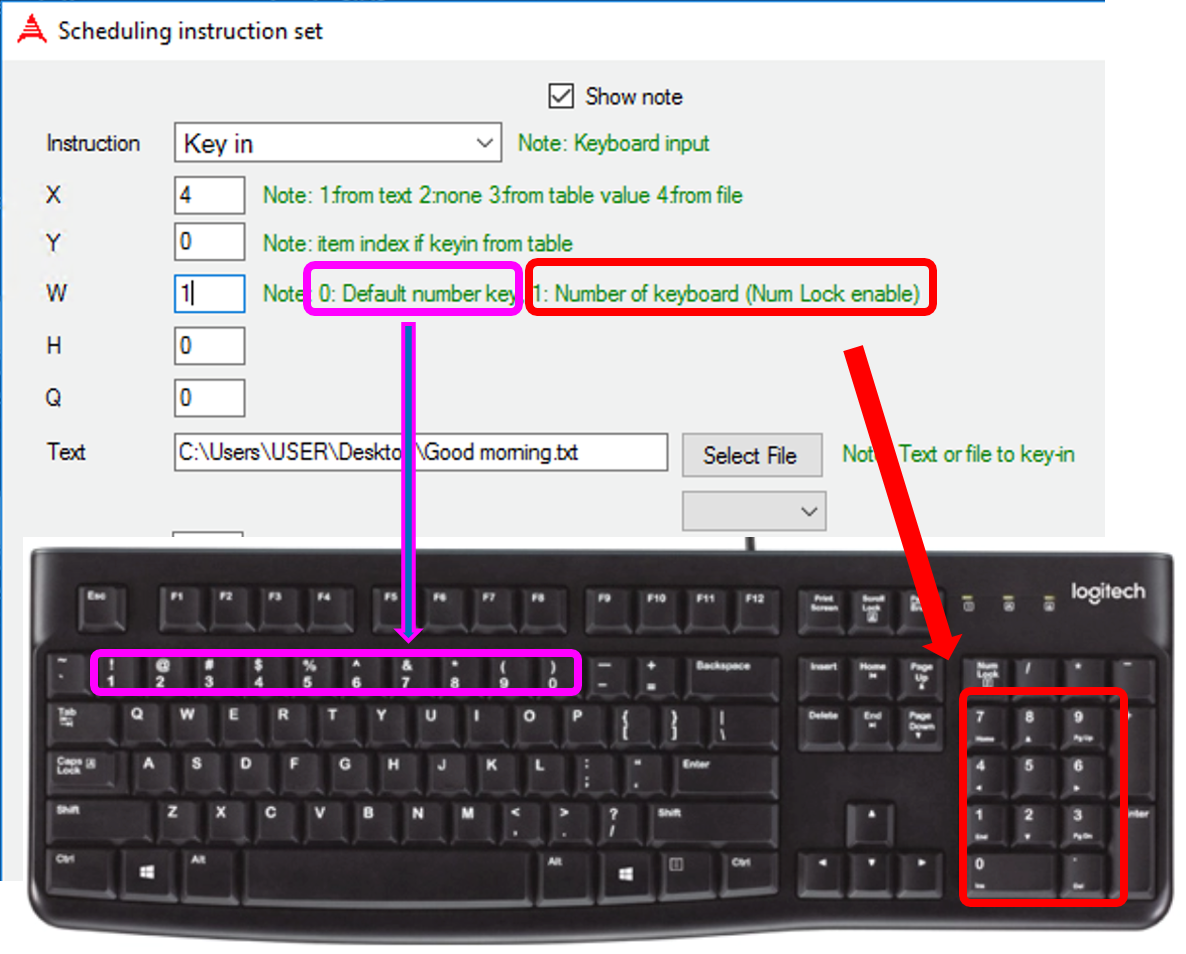 Scheduling instruction set
Show note
Instruction Key in Note: Keyboard input
X 4 Note: 1:from text 2:none 3:from table value 4:from file
Y 0 Note: item index if keyin from table
W 1 Note: 0: Default number key 1: Number of keyboard (Num Lock enable)
H 0
Q 0
Text C:\Users\USER\Desktop\Good morning.txt Select File Note: Text or file to key-in
logitech
Esc F1 F2 F3 F4 F5 F6 F7 F8 F9 F10 F11 F12 Print Screen Scroll Lock
~ ! @ # $ % ^ & * ( ) — + Backspace Insert Home Page Up Num Lock / * −
` 1 2 3 4 5 6 7 8 9 0 - =
Tab Q W E R T Y U I O P { } | Delete End Page Down 7 8 9 +
[ ] \ Home PgUp
Caps Lock A S D F G H J K L : " Enter 4 5 6
; '
Shift Z X C V B N M < > ? Shift 1 2 3 Enter
, . / End PgDn
Ctrl Alt Alt Ctrl 0 .
Ins Del